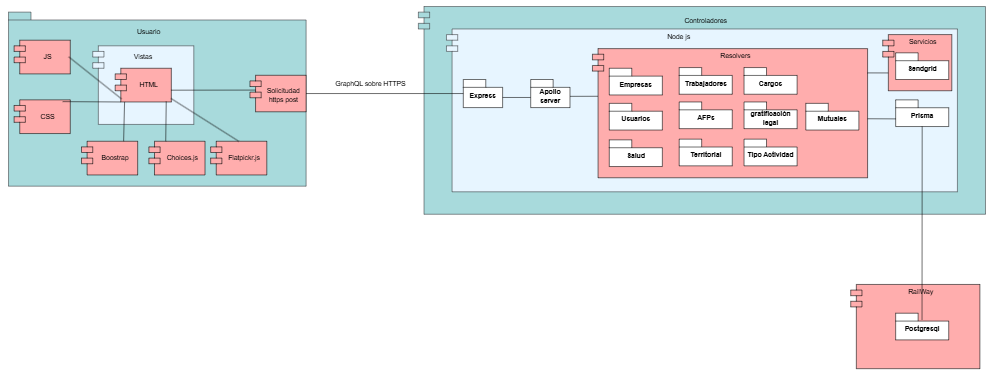 Usuario
JS
Vistas
HTML
CSS
Solicitudad
https post
Boostrap
Choices.js
Flatpickr.js
GraphQL sobre HTTPS
Controladores
Node js
Express
Apollo
server
Resolvers
Empresas
Trabajadores
Cargos
Usuarios
AFPs
gratificación
legal
Mutuales
Salud
Territorial
Tipo Actividad
Servicios
Sendgrid
Prisma
RailWay
Postgresql